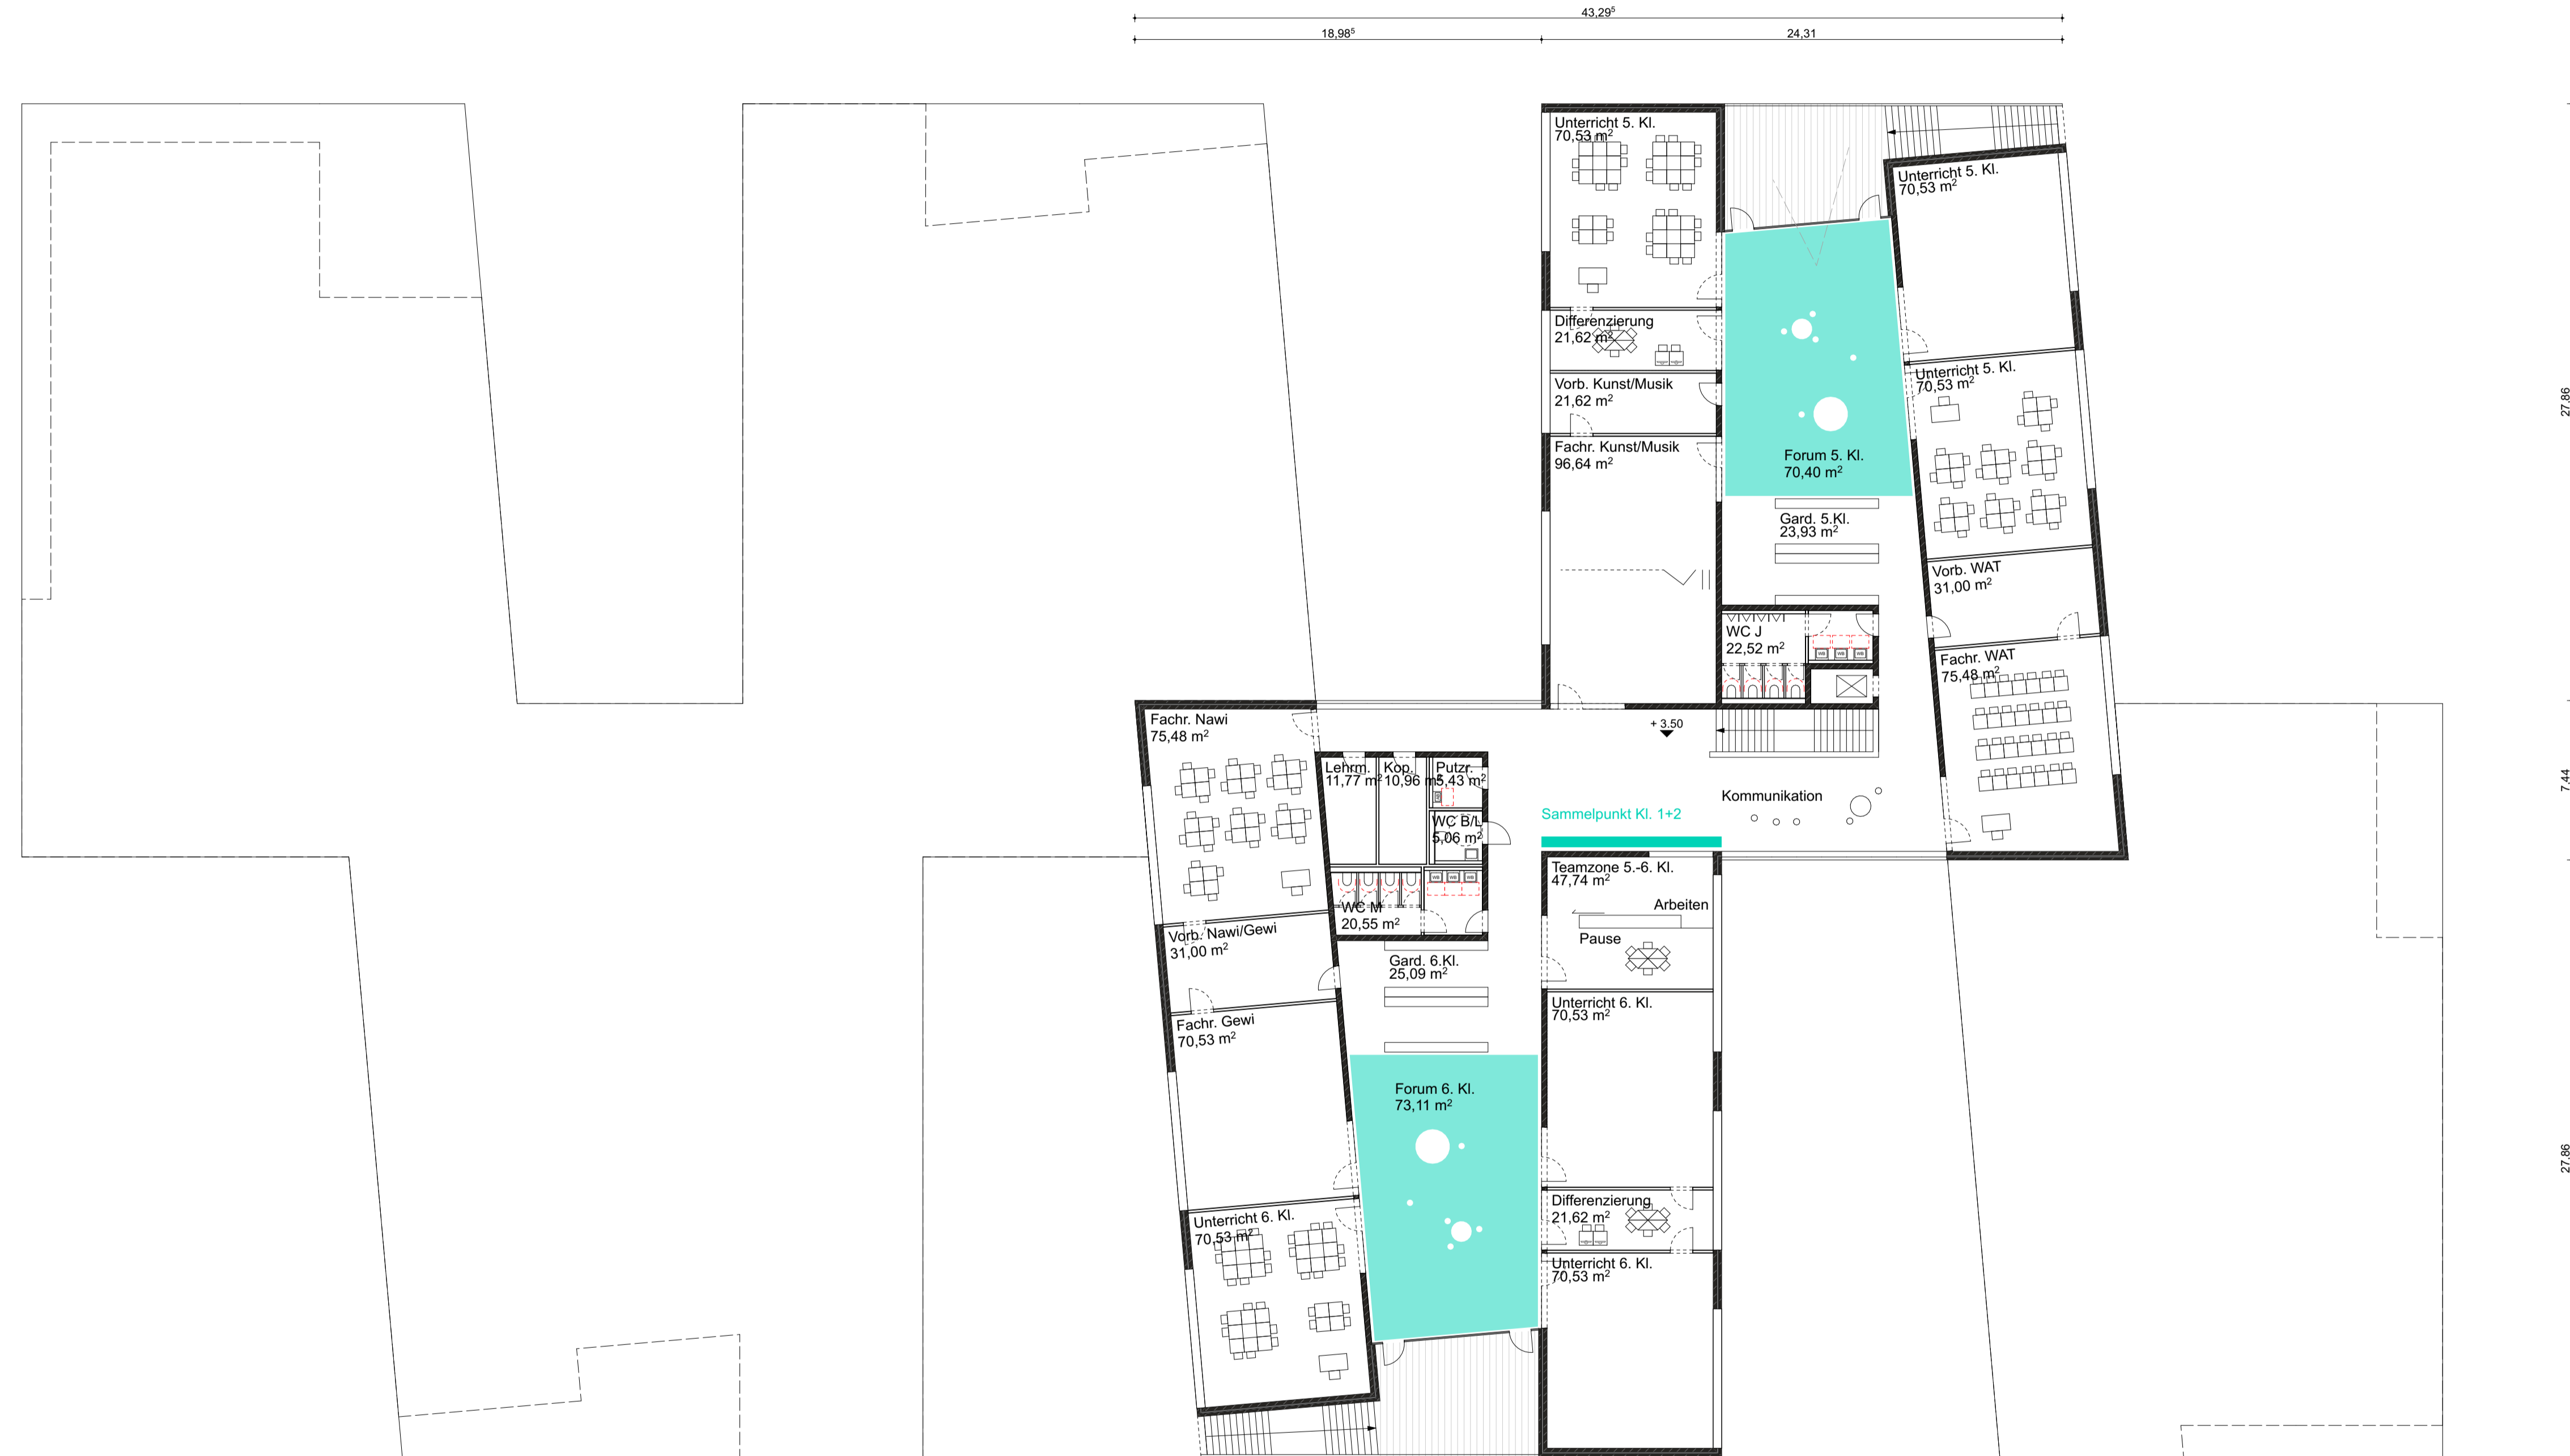 43,29⁵
18,98⁵
24,31
Unterricht 5. Kl.
70,53 m²
Unterricht 5. Kl.
70,53 m²
Differenzierung
21,62 m²
Unterricht 5. Kl.
70,53 m²
Vorb. Kunst/Musik
21,62 m²
27.86
Fachr. Kunst/Musik
96,64 m²
Forum 5. Kl.
70,40 m²
Gard. 5.Kl.
23,93 m²
Vorb. WAT
31,00 m²
WC J
22,52 m²
WB WB WB
Fachr. WAT
75,48 m²
Fachr. Nawi
75,48 m²
+ 3.50
Lehrm.
11,77 m²
Kop.
10,96 m²
Putzr.
5,43 m²
7.44
Kommunikation
Sammelpunkt Kl. 1+2
WC B/L
5,06 m²
Teamzone 5.-6. Kl.
47,74 m²
WB WB WB
Arbeiten
WC M
20,55 m²
Pause
Vorb. Nawi/Gewi
31,00 m²
Gard. 6.Kl.
25,09 m²
Unterricht 6. Kl.
70,53 m²
Fachr. Gewi
70,53 m²
Forum 6. Kl.
73,11 m²
27.86
Differenzierung
21,62 m²
Unterricht 6. Kl.
70,53 m²
Unterricht 6. Kl.
70,53 m²